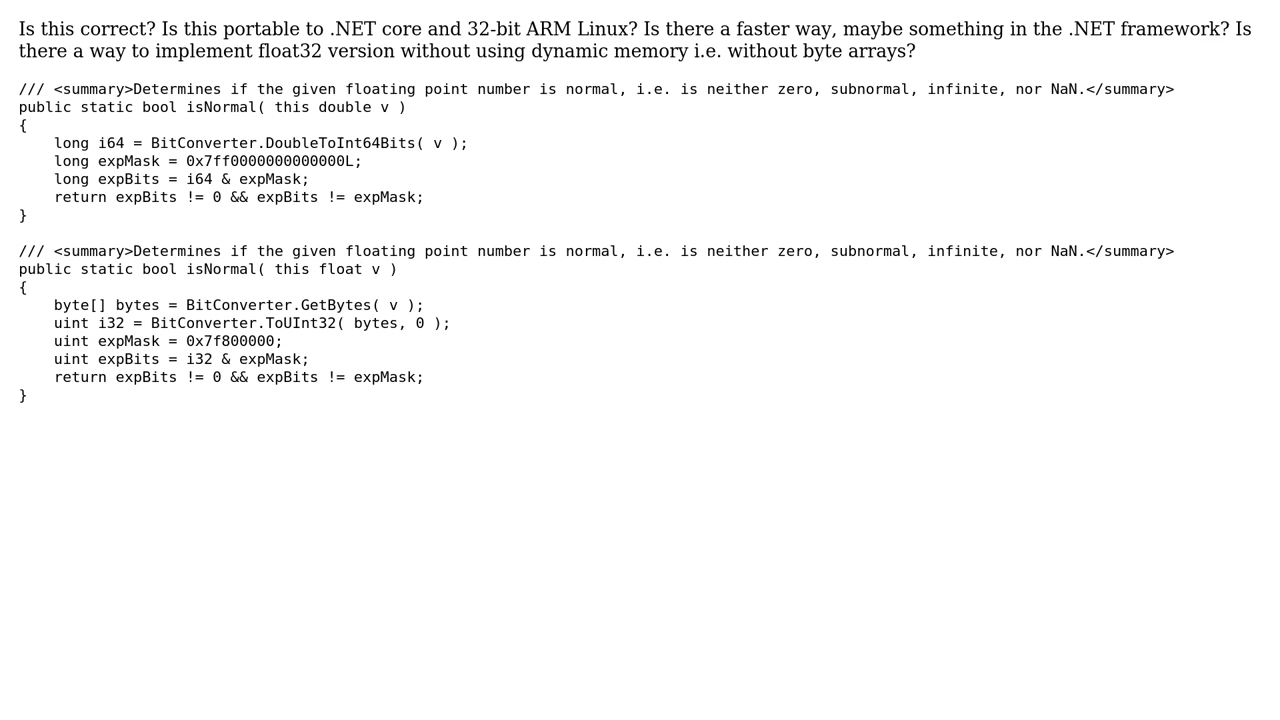 Is this correct? Is this portable to .NET core and 32-bit ARM Linux? Is there a faster way, maybe something in the .NET framework? Is
there a way to implement float32 version without using dynamic memory i.e. without byte arrays?
/// <summary>Determines if the given floating point number is normal, i.e. is neither zero, subnormal, infinite, nor NaN.</summary>
public static bool isNormal( this double v )
{
    long i64 = BitConverter.DoubleToInt64Bits( v );
    long expMask = 0x7ff0000000000000L;
    long expBits = i64 & expMask;
    return expBits != 0 && expBits != expMask;
}
/// <summary>Determines if the given floating point number is normal, i.e. is neither zero, subnormal, infinite, nor NaN.</summary>
public static bool isNormal( this float v )
{
    byte[] bytes = BitConverter.GetBytes( v );
    uint i32 = BitConverter.ToUInt32( bytes, 0 );
    uint expMask = 0x7f800000;
    uint expBits = i32 & expMask;
    return expBits != 0 && expBits != expMask;
}